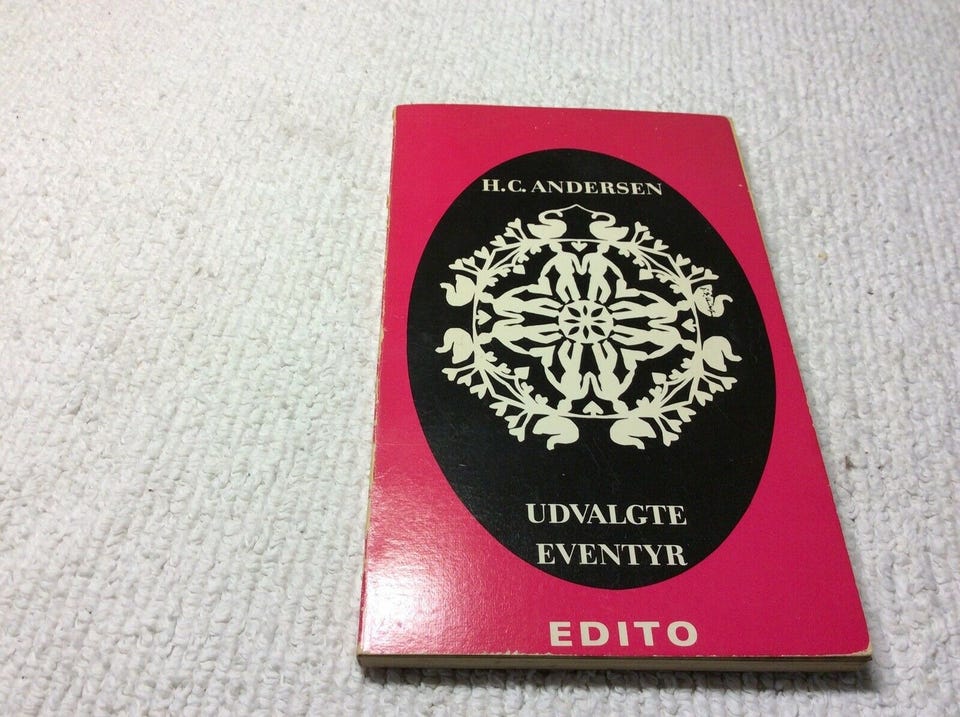 H.C. ANDERSEN
UDVALGTE
EVENTYR
EDITO